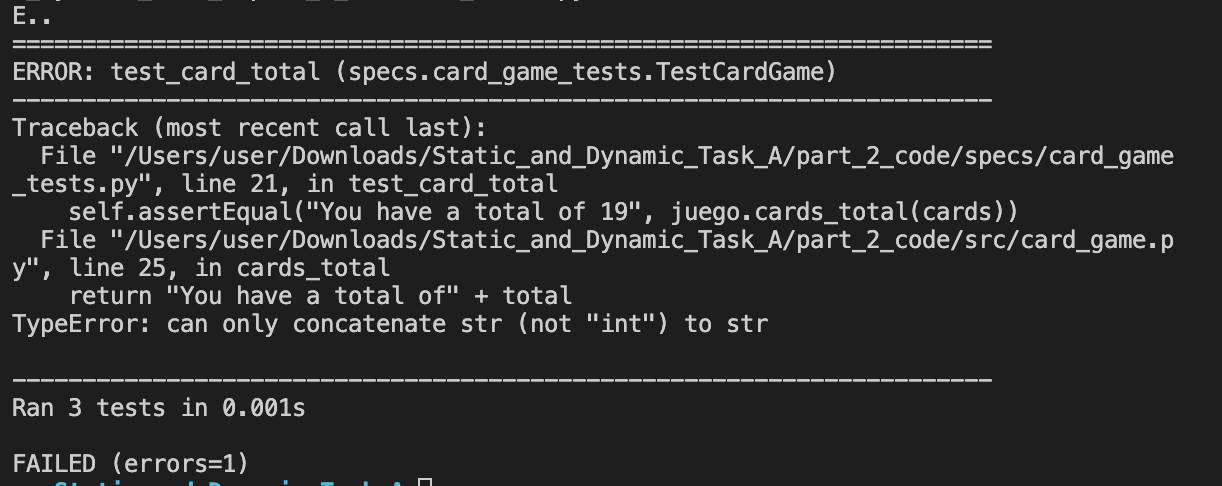 E..
======================================================================
ERROR: test_card_total (specs.card_game_tests.TestCardGame)
----------------------------------------------------------------------
Traceback (most recent call last):
  File "/Users/user/Downloads/Static_and_Dynamic_Task_A/part_2_code/specs/card_game
_tests.py", line 21, in test_card_total
    self.assertEqual("You have a total of 19", juego.cards_total(cards))
  File "/Users/user/Downloads/Static_and_Dynamic_Task_A/part_2_code/src/card_game.p
y", line 25, in cards_total
    return "You have a total of" + total
TypeError: can only concatenate str (not "int") to str

----------------------------------------------------------------------
Ran 3 tests in 0.001s

FAILED (errors=1)